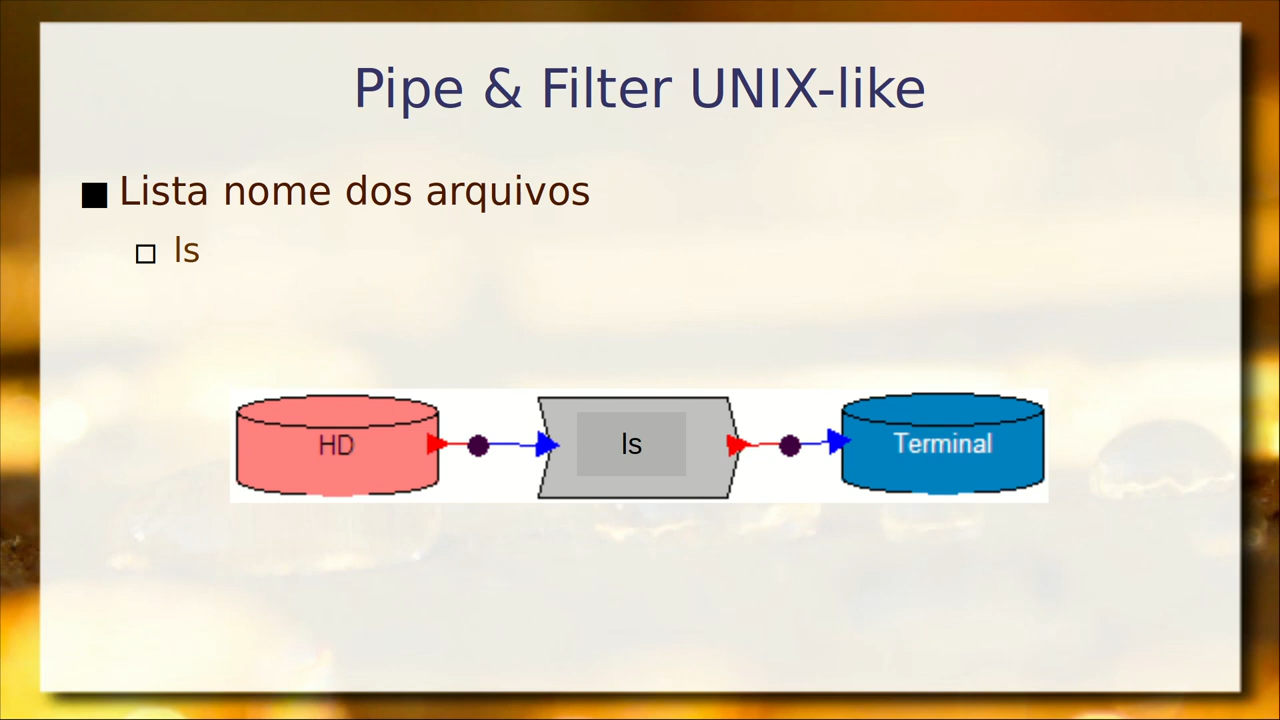 Pipe & Filter UNIX-like
Lista nome dos arquivos
ls
HD
ls
Terminal